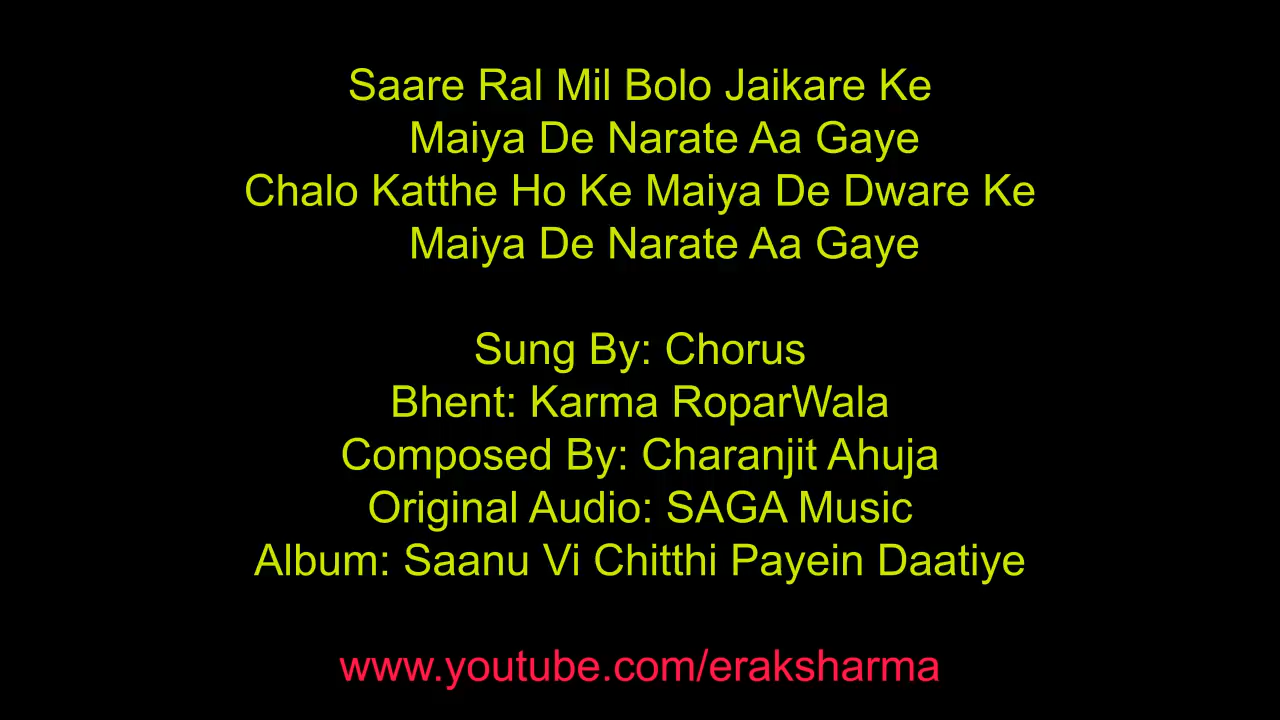 Saare Ral Mil Bolo Jaikare Ke
Maiya De Narate Aa Gaye
Chalo Katthe Ho Ke Maiya De Dware Ke
Maiya De Narate Aa Gaye
Sung By: Chorus
Bhent: Karma RoparWala
Composed By: Charanjit Ahuja
Original Audio: SAGA Music
Album: Saanu Vi Chitthi Payein Daatiye
www.youtube.com/eraksharma